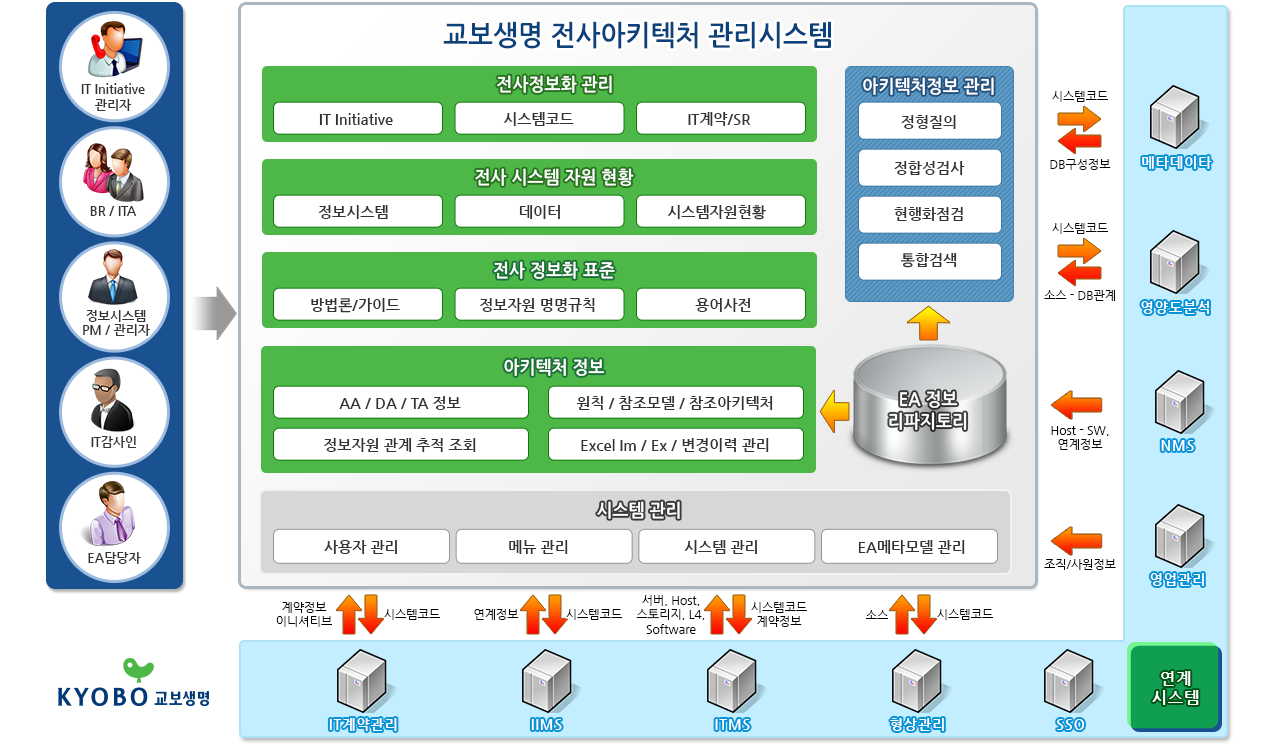 교보생명 전사아키텍처 관리시스템
IT Initiative
관리자
BR / ITA
정보시스템
PM / 관리자
IT감사인
EA담당자
전사정보화 관리
IT Initiative
시스템코드
IT계약/SR
전사 시스템 자원 현황
정보시스템
데이터
시스템자원현황
전사 정보화 표준
방법론/가이드
정보자원 명명규칙
용어사전
아키텍처 정보
AA / DA / TA 정보
원칙 / 참조모델 / 참조아키텍처
정보자원 관계 추적 조회
Excel Im / Ex / 변경이력 관리
아키텍처정보 관리
정형질의
정합성검사
현행화점검
통합검색
EA 정보
리파지토리
시스템 관리
사용자 관리
메뉴 관리
시스템 관리
EA메타모델 관리
시스템코드
DB구성정보
메타데이타
시스템코드
소스 - DB관계
영양도분석
Host - SW,
연계정보
NMS
조직/사원정보
영업관리
계약정보
이니셔티브
시스템코드
연계정보
시스템코드
서버, Host,
스토리지, L4,
Software
시스템코드
계약정보
소스
시스템코드
IT계약관리
IIMS
ITMS
형상관리
SSO
연계
시스템
KYOBO 교보생명